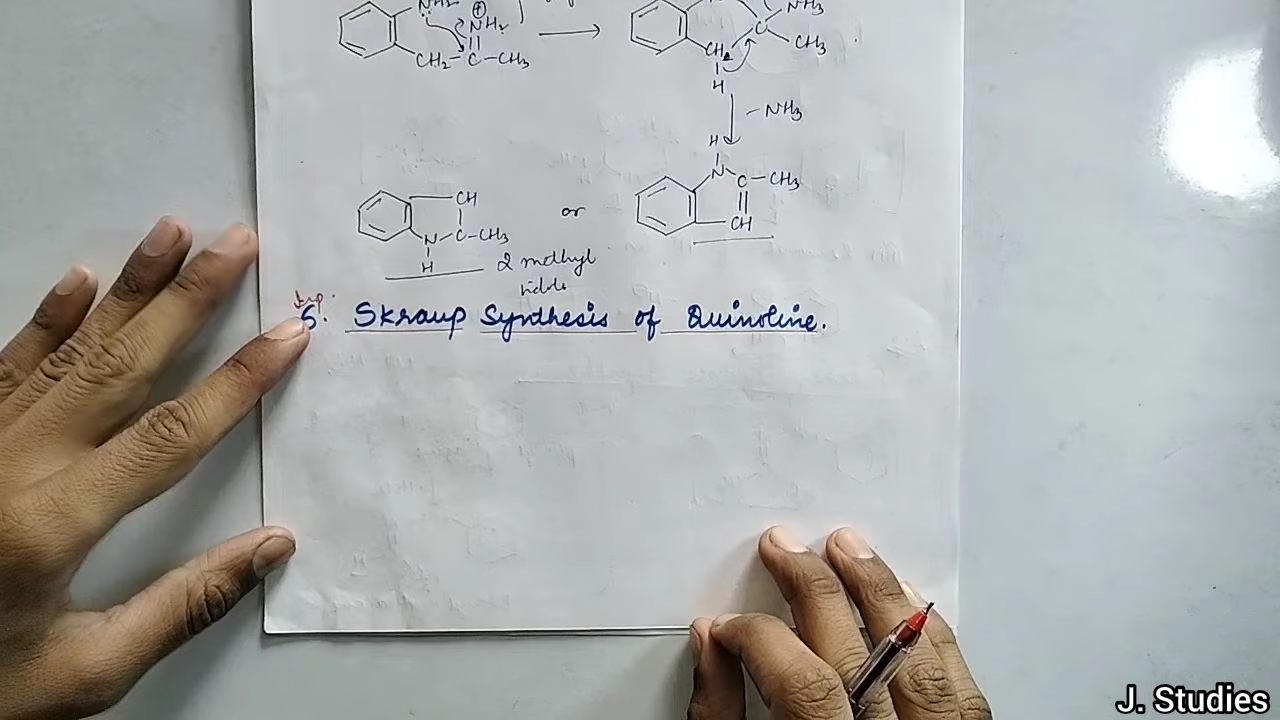 NH₂ ⊕ NH₂ NH₃
CH₂-C-CH₃ CH₂ C CH₃
H
- NH₃
H
N C-CH₃
CH or CH
N-C-CH₃
H 2 methyl
Imp.
5. Skraup Synthesis of Quinoline.
J. Studies